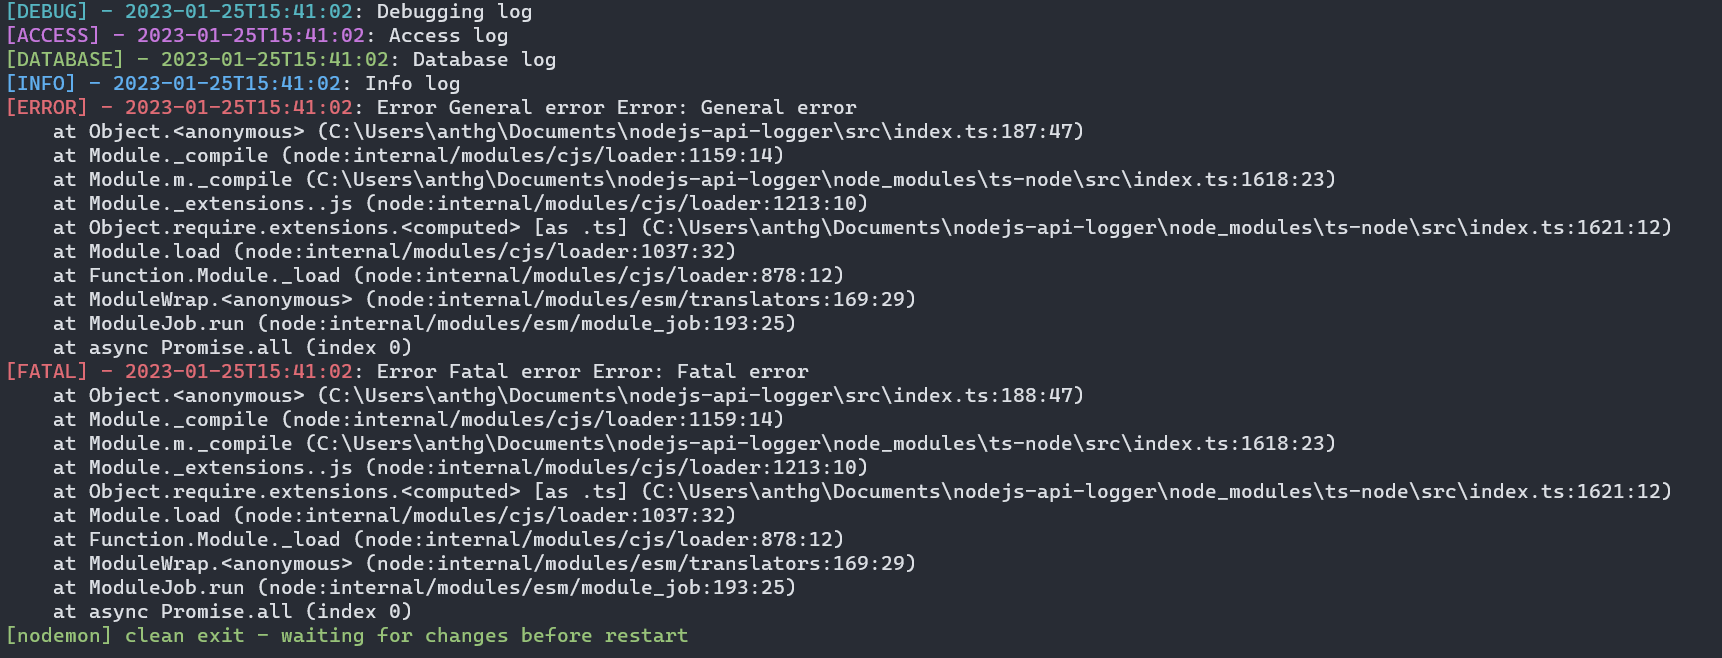 [DEBUG] - 2023-01-25T15:41:02: Debugging log
[ACCESS] - 2023-01-25T15:41:02: Access log
[DATABASE] - 2023-01-25T15:41:02: Database log
[INFO] - 2023-01-25T15:41:02: Info log
[ERROR] - 2023-01-25T15:41:02: Error General error Error: General error
    at Object.<anonymous> (C:\Users\anthg\Documents\nodejs-api-logger\src\index.ts:187:47)
    at Module._compile (node:internal/modules/cjs/loader:1159:14)
    at Module.m._compile (C:\Users\anthg\Documents\nodejs-api-logger\node_modules\ts-node\src\index.ts:1618:23)
    at Module._extensions..js (node:internal/modules/cjs/loader:1213:10)
    at Object.require.extensions.<computed> [as .ts] (C:\Users\anthg\Documents\nodejs-api-logger\node_modules\ts-node\src\index.ts:1621:12)
    at Module.load (node:internal/modules/cjs/loader:1037:32)
    at Function.Module._load (node:internal/modules/cjs/loader:878:12)
    at ModuleWrap.<anonymous> (node:internal/modules/esm/translators:169:29)
    at ModuleJob.run (node:internal/modules/esm/module_job:193:25)
    at async Promise.all (index 0)
[FATAL] - 2023-01-25T15:41:02: Error Fatal error Error: Fatal error
    at Object.<anonymous> (C:\Users\anthg\Documents\nodejs-api-logger\src\index.ts:188:47)
    at Module._compile (node:internal/modules/cjs/loader:1159:14)
    at Module.m._compile (C:\Users\anthg\Documents\nodejs-api-logger\node_modules\ts-node\src\index.ts:1618:23)
    at Module._extensions..js (node:internal/modules/cjs/loader:1213:10)
    at Object.require.extensions.<computed> [as .ts] (C:\Users\anthg\Documents\nodejs-api-logger\node_modules\ts-node\src\index.ts:1621:12)
    at Module.load (node:internal/modules/cjs/loader:1037:32)
    at Function.Module._load (node:internal/modules/cjs/loader:878:12)
    at ModuleWrap.<anonymous> (node:internal/modules/esm/translators:169:29)
    at ModuleJob.run (node:internal/modules/esm/module_job:193:25)
    at async Promise.all (index 0)
[nodemon] clean exit - waiting for changes before restart